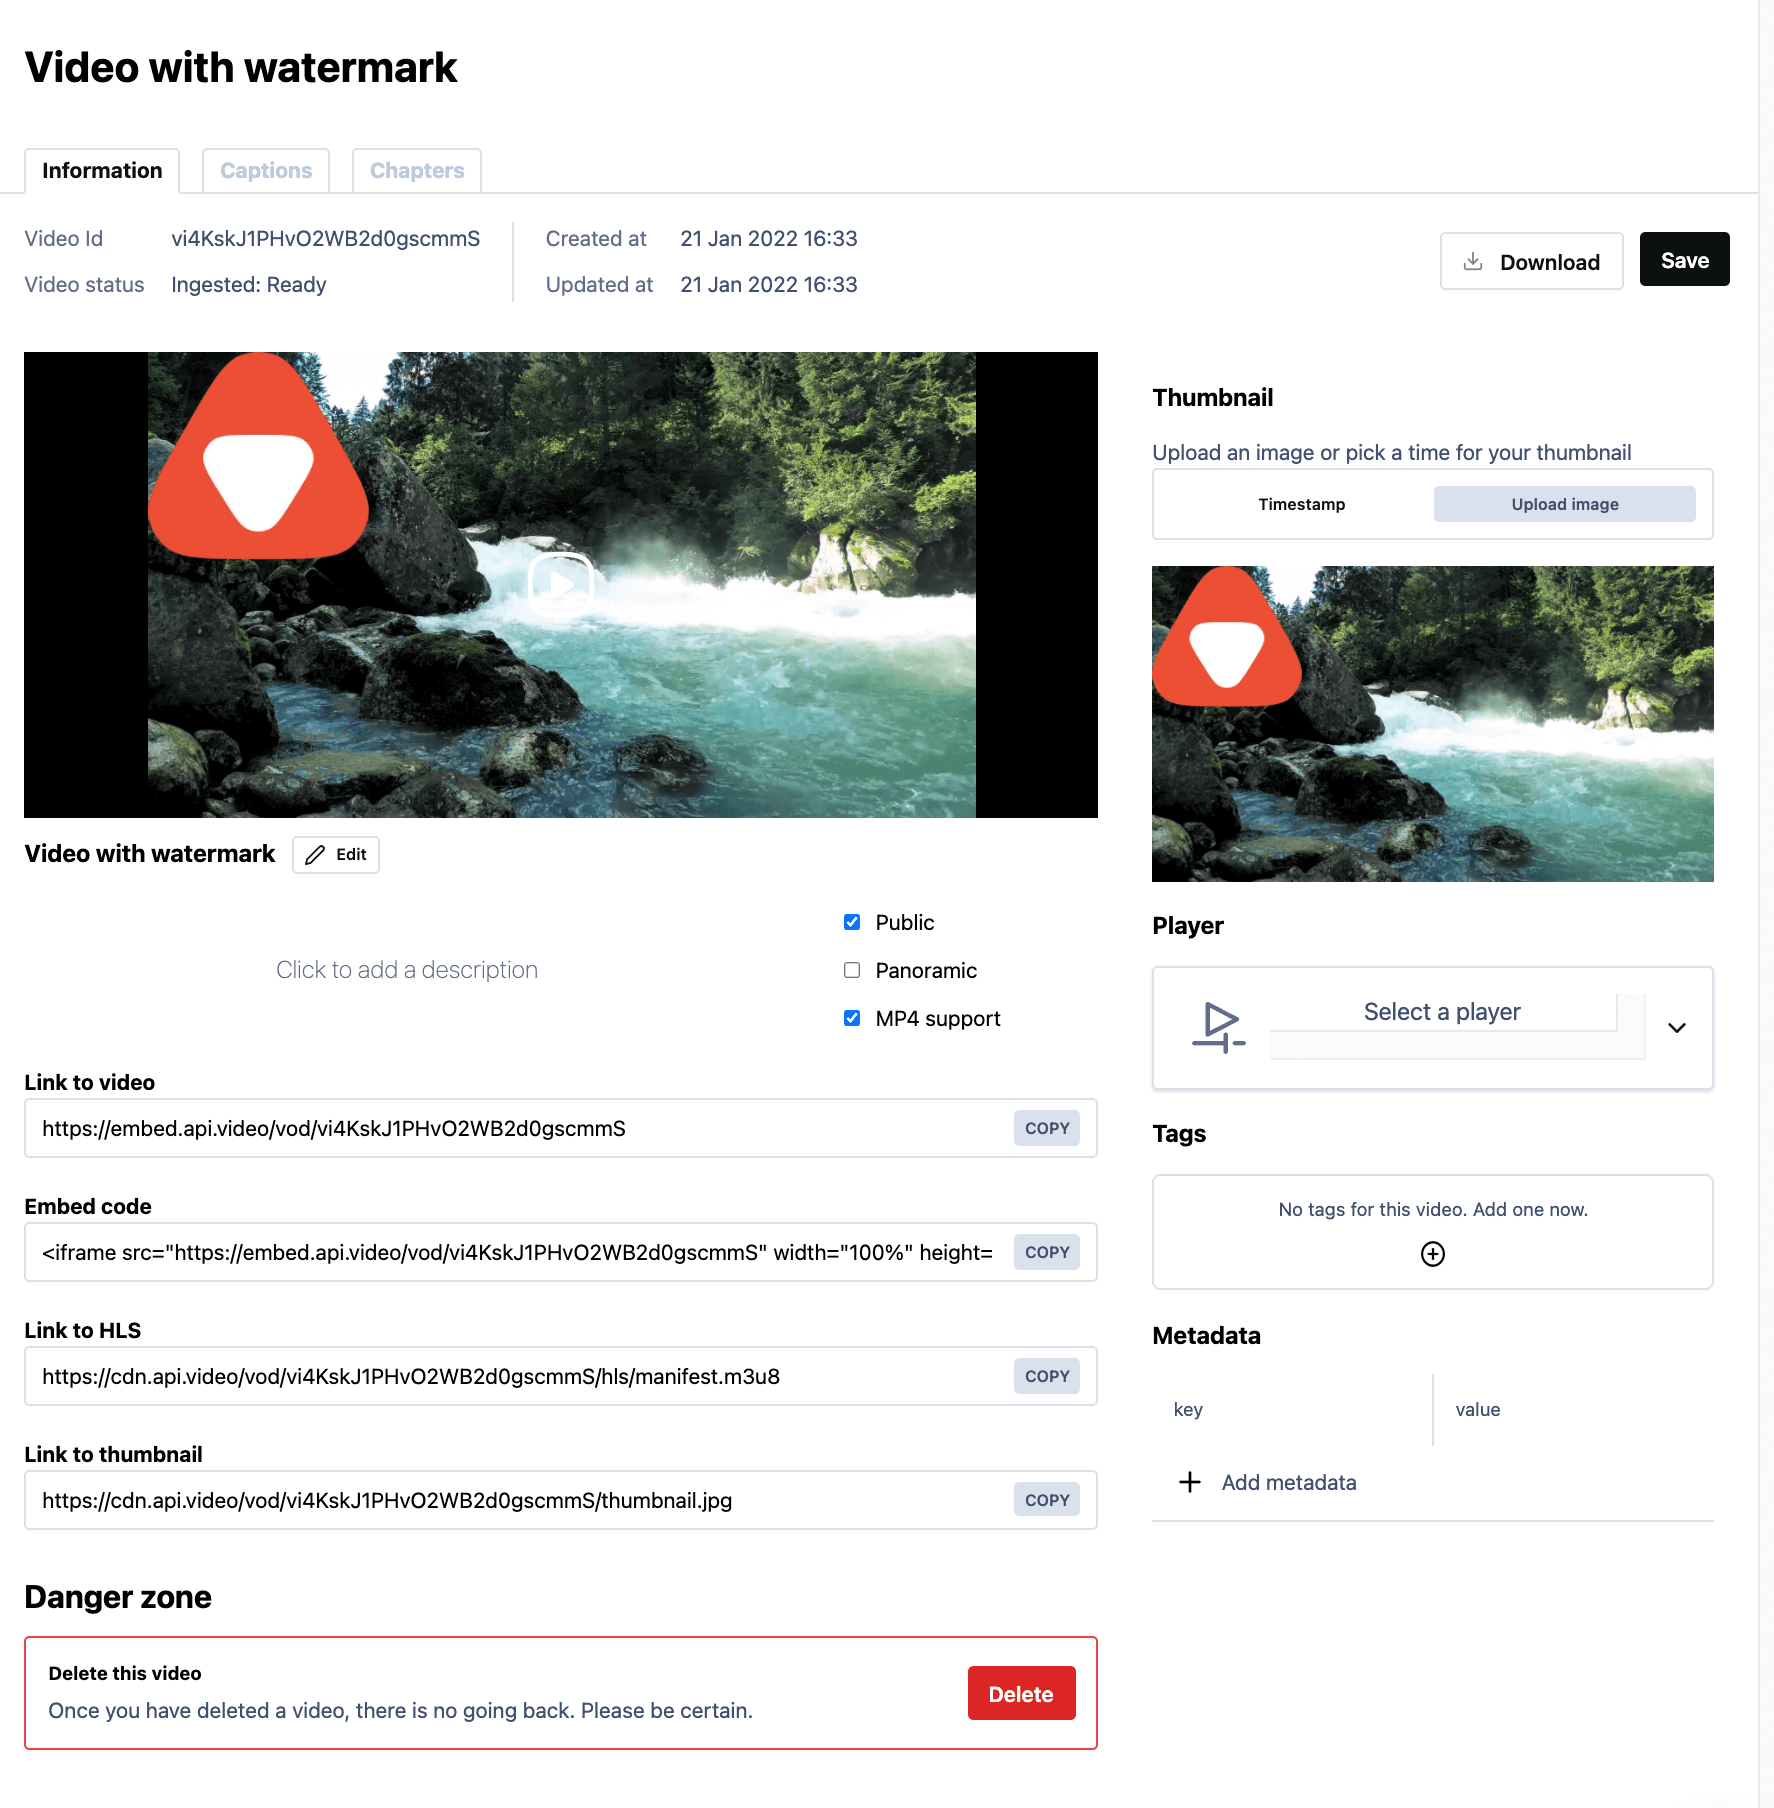 Video with watermark
Information
Captions
Chapters
Video Id vi4KskJ1PHvO2WB2d0gscmmS
Created at 21 Jan 2022 16:33
Video status Ingested: Ready
Updated at 21 Jan 2022 16:33
Download
Save
Video with watermark
Edit
Click to add a description
Public
Panoramic
MP4 support
Link to video
https://embed.api.video/vod/vi4KskJ1PHvO2WB2d0gscmmS
COPY
Embed code
<iframe src="https://embed.api.video/vod/vi4KskJ1PHvO2WB2d0gscmmS" width="100%" height=
COPY
Link to HLS
https://cdn.api.video/vod/vi4KskJ1PHvO2WB2d0gscmmS/hls/manifest.m3u8
COPY
Link to thumbnail
https://cdn.api.video/vod/vi4KskJ1PHvO2WB2d0gscmmS/thumbnail.jpg
COPY
Danger zone
Delete this video
Once you have deleted a video, there is no going back. Please be certain.
Delete
Thumbnail
Upload an image or pick a time for your thumbnail
Timestamp
Upload image
Player
Select a player
Tags
No tags for this video. Add one now.
Metadata
key
value
Add metadata